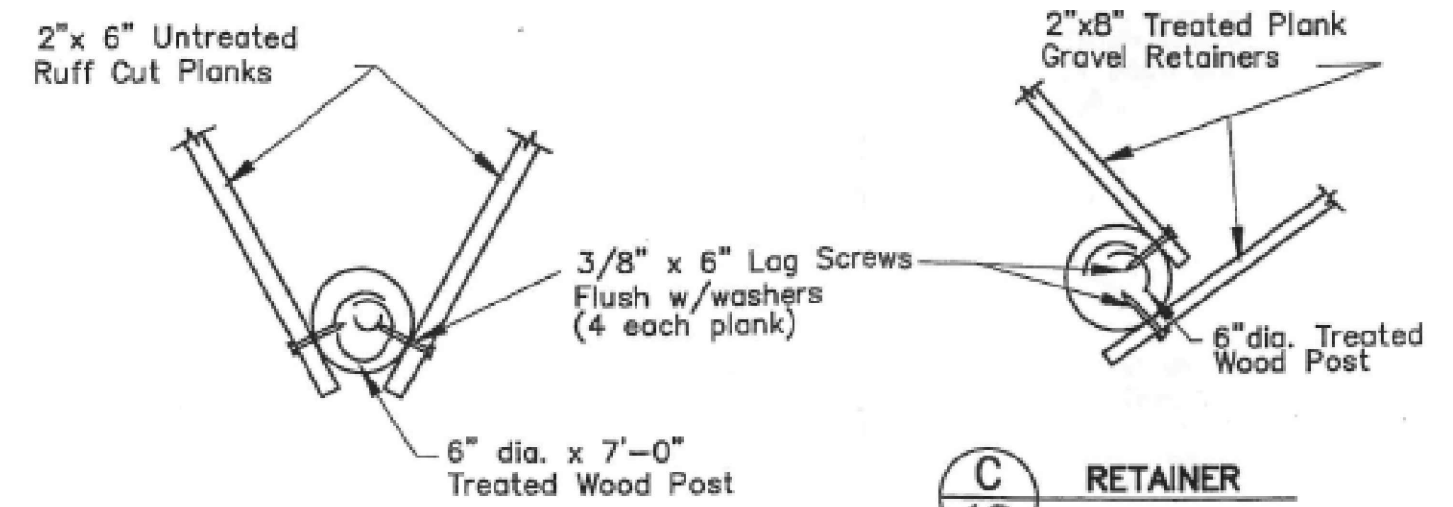 2"x 6" Untreated
Ruff Cut Planks
2"x8" Treated Plank
Gravel Retainers
3/8" x 6" Lag Screws
Flush w/washers
(4 each plank)
6"dia. Treated
Wood Post
6" dia. x 7'-0"
Treated Wood Post
C
RETAINER